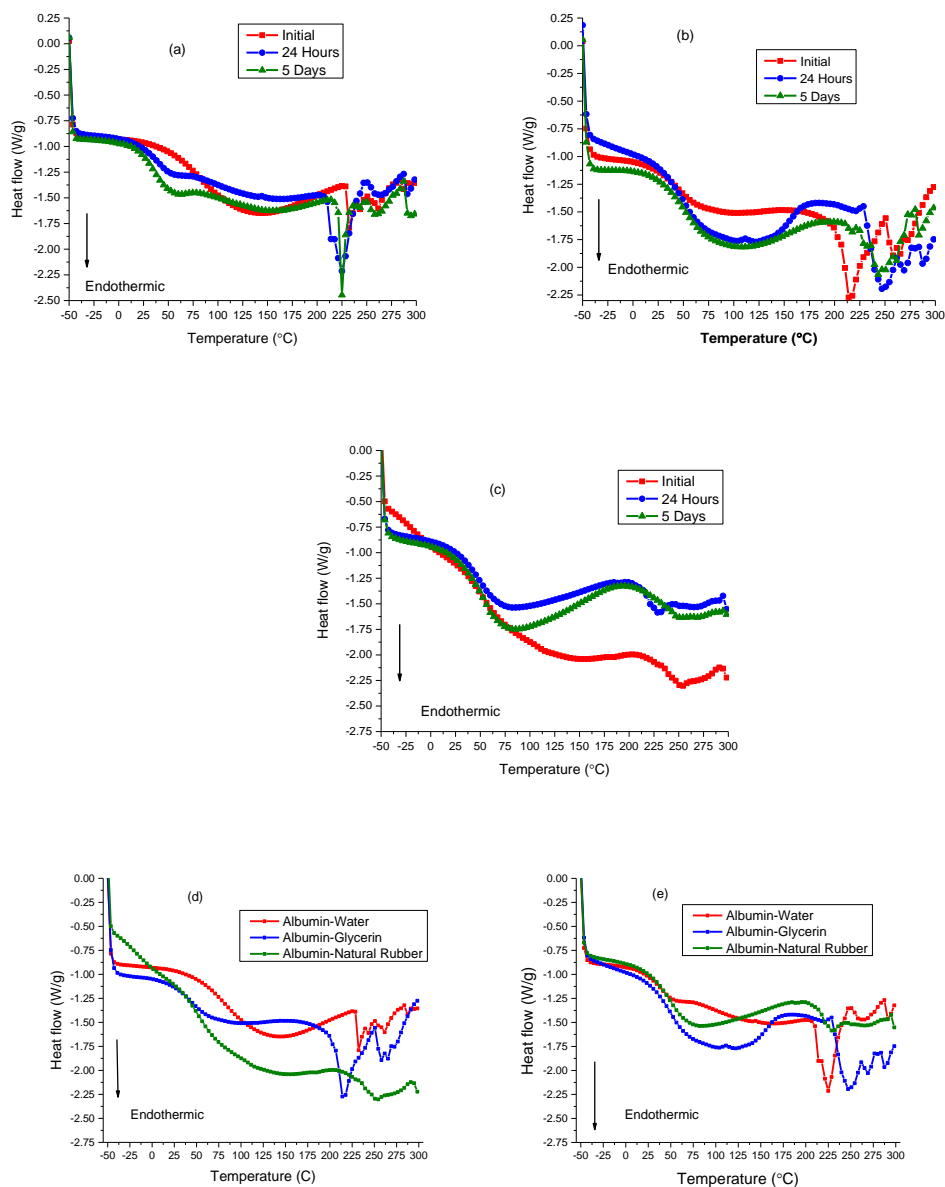 (a)
Initial
24 Hours
5 Days
0.25
0.00
-0.25
-0.50
-0.75
-1.00
-1.25
-1.50
-1.75
-2.00
-2.25
-2.50
Heat flow (W/g)
Endothermic
-50 -25 0 25 50 75 100 125 150 175 200 225 250 275 300
Temperature (°C)
(b)
Initial
24 Hours
5 Days
0.25
0.00
-0.25
-0.50
-0.75
-1.00
-1.25
-1.50
-1.75
-2.00
-2.25
Heat flow (W/g)
Endothermic
-50 -25 0 25 50 75 100 125 150 175 200 225 250 275 300
Temperature (°C)
(c)
Initial
24 Hours
5 Days
0.00
-0.25
-0.50
-0.75
-1.00
-1.25
-1.50
-1.75
-2.00
-2.25
-2.50
-2.75
Heat flow (W/g)
Endothermic
-50 -25 0 25 50 75 100 125 150 175 200 225 250 275 300
Temperature (°C)
(d)
Albumin-Water
Albumin-Glycerin
Albumin-Natural Rubber
0.00
-0.25
-0.50
-0.75
-1.00
-1.25
-1.50
-1.75
-2.00
-2.25
-2.50
-2.75
Heat flow (W/g)
Endothermic
-50 -25 0 25 50 75 100 125 150 175 200 225 250 275 300
Temperature (C)
(e)
Albumin-Water
Albumin-Glycerin
Albumin-Natural Rubber
0.00
-0.25
-0.50
-0.75
-1.00
-1.25
-1.50
-1.75
-2.00
-2.25
-2.50
-2.75
Heat flow (W/g)
Endothermic
-50 -25 0 25 50 75 100 125 150 175 200 225 250 275 300
Temperature (°C)